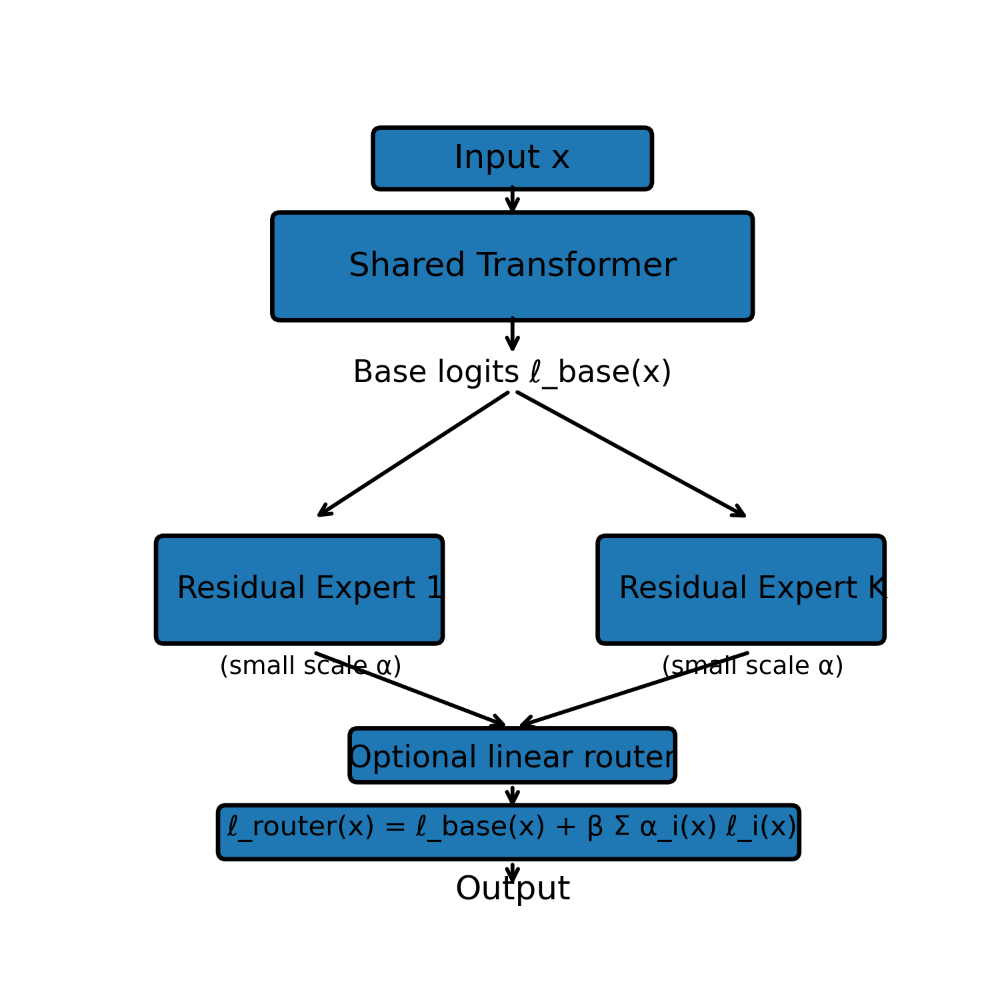 Input x
Shared Transformer
Base logits ℓ_base(x)
Residual Expert 1
Residual Expert K
(small scale α)
(small scale α)
Optional linear router
ℓ_router(x) = ℓ_base(x) + β Σ α_i(x) ℓ_i(x)
Output